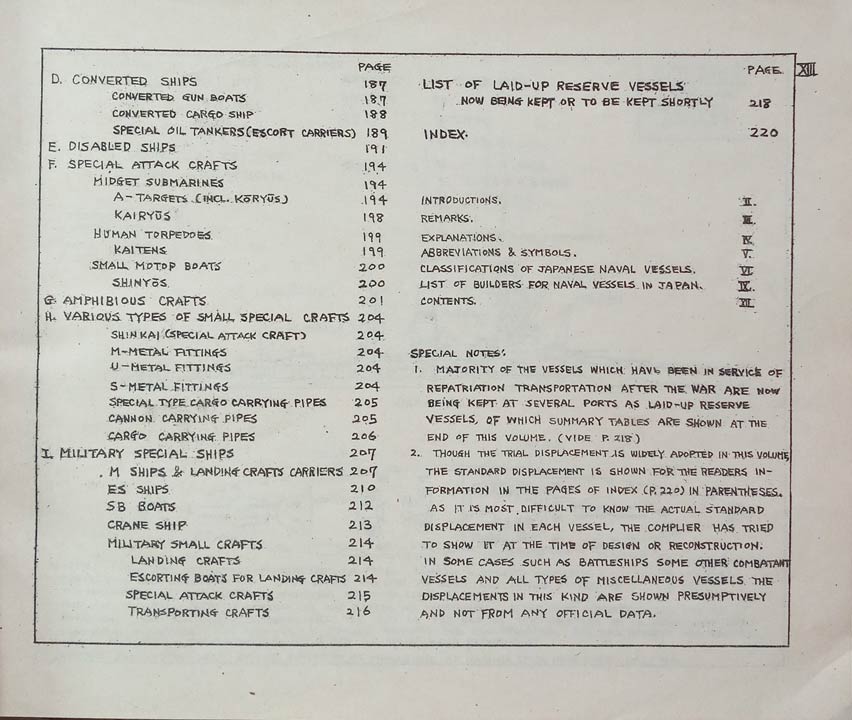 XIII
PAGE
D. CONVERTED SHIPS 187
CONVERTED GUN BOATS 187
CONVERTED CARGO SHIP 188
SPECIAL OIL TANKERS (ESCORT CARRIERS) 189
E. DISABLED SHIPS 191
F. SPECIAL ATTACK CRAFTS 194
MIDGET SUBMARINES 194
A-TARGETS (INCL. KŌRYŪS) 194
KAIRYŪS 198
HUMAN TORPEDOES 199
KAITENS 199
SMALL MOTOP BOATS 200
SHINYŌS 200
G. AMPHIBIOUS CRAFTS 201
H. VARIOUS TYPES OF SMALL SPECIAL CRAFTS 204
SHINKAI (SPECIAL ATTACK CRAFT) 204
M-METAL FITTINGS 204
U-METAL FITTINGS 204
S-METAL FITTINGS 204
SPECIAL TYPE CARGO CARRYING PIPES 205
CANNON CARRYING PIPES 205
CARGO CARRYING PIPES 206
I. MILITARY SPECIAL SHIPS 207
M SHIPS & LANDING CRAFTS CARRIERS 207
ES SHIPS 210
SB BOATS 212
CRANE SHIP 213
MILITARY SMALL CRAFTS 214
LANDING CRAFTS 214
ESCORTING BOATS FOR LANDING CRAFTS 214
SPECIAL ATTACK CRAFTS 215
TRANSPORTING CRAFTS 216
PAGE
LIST OF LAID-UP RESERVE VESSELS
NOW BEING KEPT OR TO BE KEPT SHORTLY 218
INDEX. 220
INTRODUCTIONS. II.
REMARKS. III.
EXPLANATIONS. IV.
ABBREVIATIONS & SYMBOLS. V.
CLASSIFICATIONS OF JAPANESE NAVAL VESSELS. VI
LIST OF BUILDERS FOR NAVAL VESSELS IN JAPAN. IX.
CONTENTS. XII.
SPECIAL NOTES:
1. MAJORITY OF THE VESSELS WHICH HAVE BEEN IN SERVICE OF
REPATRIATION TRANSPORTATION AFTER THE WAR ARE NOW
BEING KEPT AT SEVERAL PORTS AS LAID-UP RESERVE
VESSELS, OF WHICH SUMMARY TABLES ARE SHOWN AT THE
END OF THIS VOLUME. (VIDE P. 218)
2. THOUGH THE TRIAL DISPLACEMENT IS WIDELY ADOPTED IN THIS VOLUME,
THE STANDARD DISPLACEMENT IS SHOWN FOR THE READERS IN-
FORMATION IN THE PAGES OF INDEX (P. 220) IN PARENTHESES.
AS IT IS MOST DIFFICULT TO KNOW THE ACTUAL STANDARD
DISPLACEMENT IN EACH VESSEL, THE COMPLIER HAS TRIED
TO SHOW IT AT THE TIME OF DESIGN OR RECONSTRUCTION.
IN SOME CASES SUCH AS BATTLESHIPS SOME OTHER COMBATANT
VESSELS AND ALL TYPES OF MISCELLANEOUS VESSELS THE
DISPLACEMENTS IN THIS KIND ARE SHOWN PRESUMPTIVELY
AND NOT FROM ANY OFFICIAL DATA.